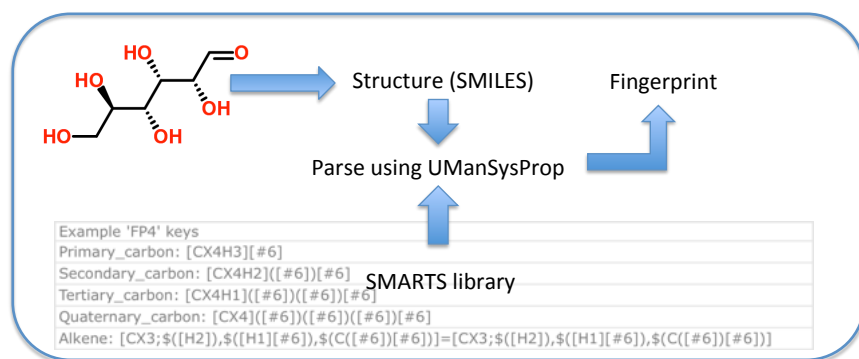 HO
HO
O
HO
OH
HO
OH
Structure (SMILES)
Fingerprint
Parse using UManSysProp
Example 'FP4' keys
Primary_carbon: [CX4H3][#6]
Secondary_carbon: [CX4H2]([#6])[#6]
SMARTS library
Tertiary_carbon: [CX4H1]([#6])([#6])[#6]
Quaternary_carbon: [CX4]([#6])([#6])([#6])[#6]
Alkene: [CX3;$([H2]),$([H1][#6]),$(C([#6])[#6])]=[CX3;$([H2]),$([H1][#6]),$(C([#6])[#6])]